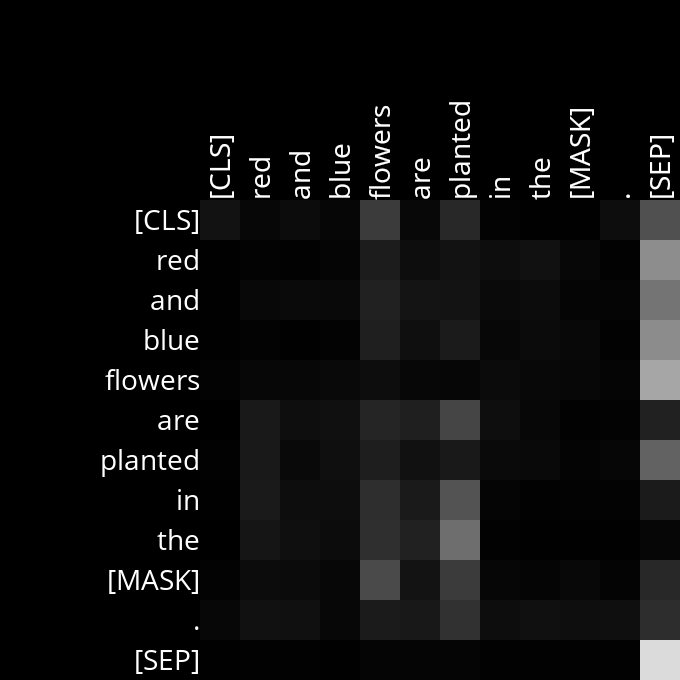 [CLS] red and blue flowers are planted in the [MASK] . [SEP]
[CLS]
red
and
blue
flowers
are
planted
in
the
[MASK]
.
[SEP]